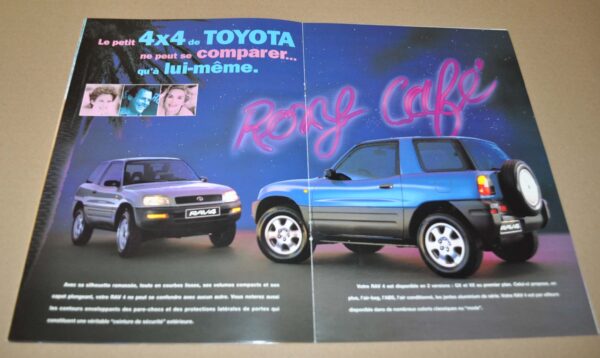 Le petit 4x4 de TOYOTA
ne peut se comparer...
qu'à lui-même.
Roxy Café
RAV4
RAV4
Avec sa silhouette ramassée, toute en courbes lisses, ses volumes compacts et son
capot plongeant, votre RAV 4 ne peut se confondre avec aucun autre. Vous noterez aussi
les contours enveloppants des pare-chocs et des protections latérales de portes qui
constituent une véritable "ceinture de sécurité" extérieure.
Votre RAV 4 est disponible en 2 versions : GX et VX au premier plan. Celui-ci propose, en
plus, l'air-bag, l'ABS, l'air conditionné, les jantes aluminium de série. Votre RAV 4 est par ailleurs
disponible dans de nombreux coloris classiques ou "mode".